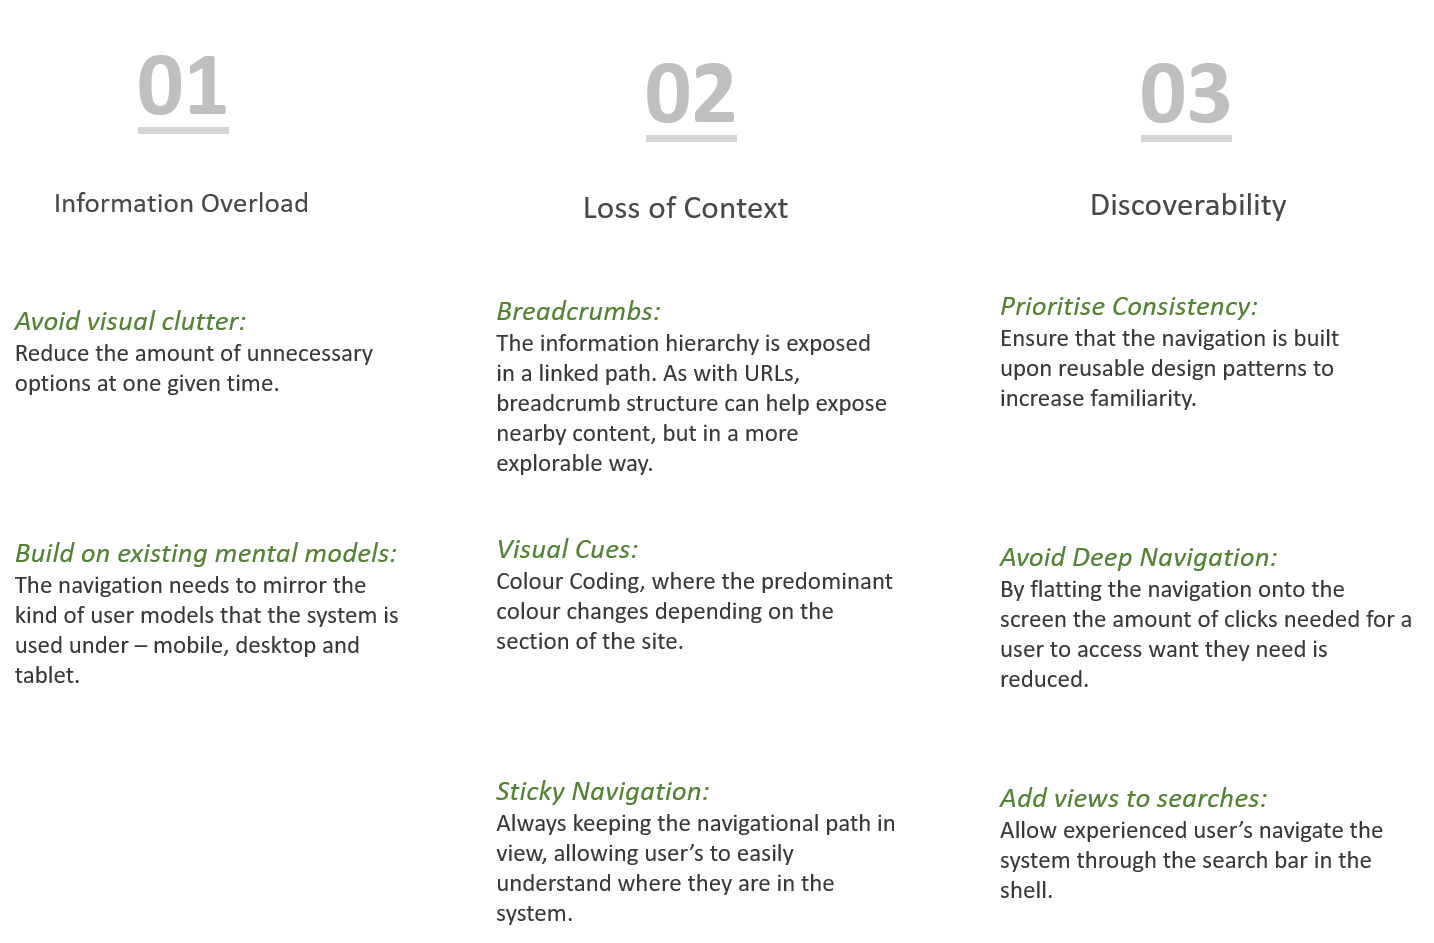 01
Information Overload
Avoid visual clutter:
Reduce the amount of unnecessary
options at one given time.
Build on existing mental models:
The navigation needs to mirror the
kind of user models that the system is
used under – mobile, desktop and
tablet.
02
Loss of Context
Breadcrumbs:
The information hierarchy is exposed
in a linked path. As with URLs,
breadcrumb structure can help expose
nearby content, but in a more
explorable way.
Visual Cues:
Colour Coding, where the predominant
colour changes depending on the
section of the site.
Sticky Navigation:
Always keeping the navigational path in
view, allowing user’s to easily
understand where they are in the
system.
03
Discoverability
Prioritise Consistency:
Ensure that the navigation is built
upon reusable design patterns to
increase familiarity.
Avoid Deep Navigation:
By flatting the navigation onto the
screen the amount of clicks needed for a
user to access want they need is
reduced.
Add views to searches:
Allow experienced user’s navigate the
system through the search bar in the
shell.